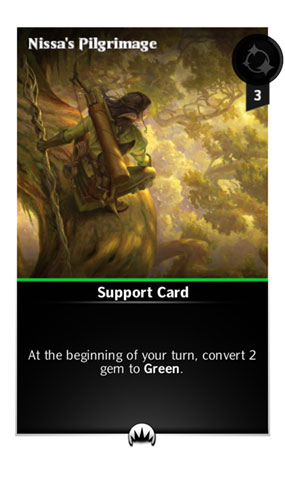 Nissa's Pilgrimage
3
Support Card
At the beginning of your turn, convert 2
gem to Green.